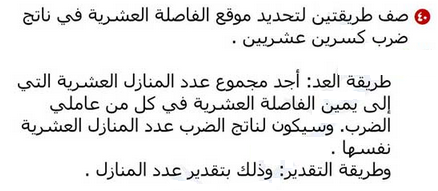 ٤٠ صف طريقتين لتحديد موقع الفاصلة العشرية في ناتج
ضرب كسرين عشريين .
طريقة العد: أجد مجموع عدد المنازل العشرية التي
إلى يمين الفاصلة العشرية في كل من عاملي
الضرب. وسيكون لناتج الضرب عدد المنازل العشرية
نفسها .
وطريقة التقدير: وذلك بتقدير عدد المنازل .